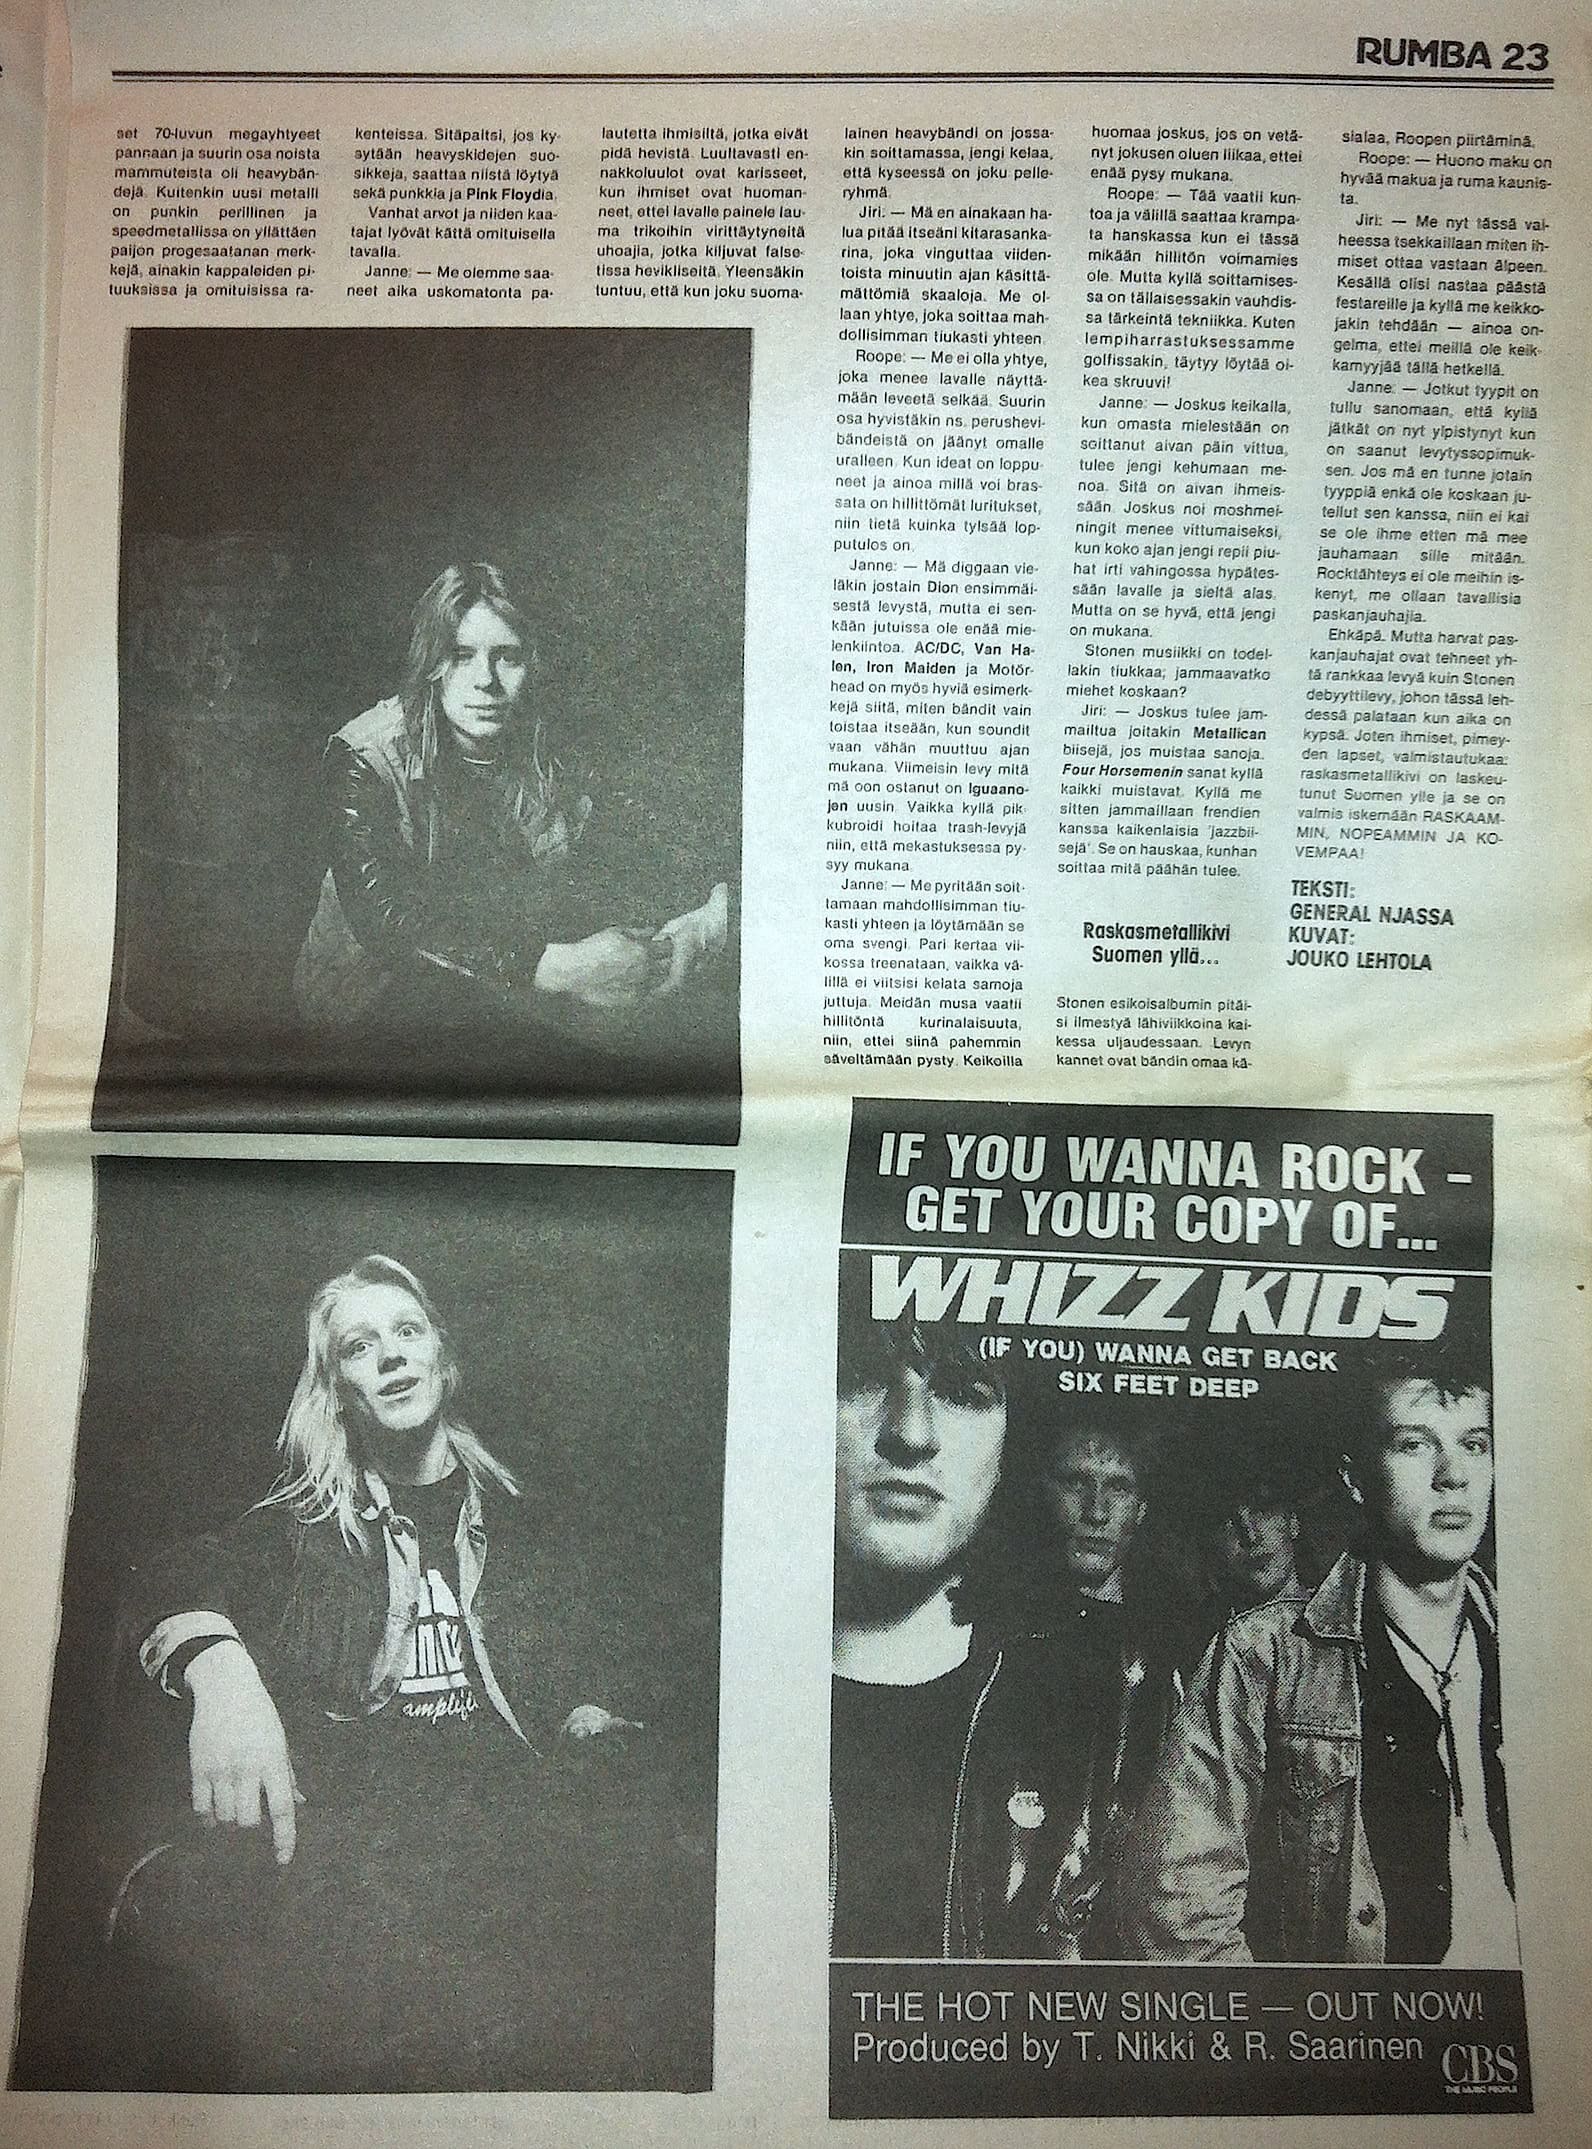 RUMBA 23
set 70-luvun megayhtyeet
pannaan ja suurin osa noista
mammuteista oli heavybän-
dejä. Kuitenkin uusi metalli
on punkin perillinen ja
speedmetallissa on yllättäen
paljon progesaatanan merk-
kejä, ainakin kappaleiden pi-
tuuksissa ja omituisissa ra-
kenteissa. Sitäpaitsi, jos ky-
sytään heavyskidejen suo-
sikkeja, saattaa niistä löytyä
sekä punkkia ja Pink Floydia.
Vanhat arvot ja niiden kaa-
tajat lyövät kättä omituisella
tavalla.
Janne: — Me olemme saa-
neet aika uskomatonta pa-
lautetta ihmisiltä, jotka eivät
pidä hevistä. Luultavasti en-
nakkoluulot ovat karisseet,
kun ihmiset ovat huoman-
neet, ettei lavalle painele lau-
ma trikoihin virittäytyneitä
uhoajia, jotka kiljuvat false-
tissa hevikliseitä. Yleensäkin
tuntuu, että kun joku suoma-
lainen heavybändi on jossa-
kin soittamassa, jengi kelaa,
että kyseessä on joku pelle-
ryhmä.
Jiri: — Mä en ainakaan ha-
lua pitää itseäni kitarasanka-
rina, joka vinguttaa viiden-
toista minuutin ajan käsittä-
mättömiä skaaloja. Me ol-
laan yhtye, joka soittaa mah-
dollisimman tiukasti yhteen.
Roope: — Me ei olla yhtye,
joka menee lavalle näyttä-
mään leveetä selkää. Suurin
osa hyvistäkin ns. perushevi-
bändeistä on jäänyt omalle
uralleen. Kun ideat on loppu-
neet ja ainoa millä voi bras-
sata on hillittömät luritukset,
niin tietä kuinka tylsää lop-
putulos on.
Janne: — Mä diggaan vie-
läkin jostain Dion ensimmäi-
sestä levystä, mutta ei sen-
kään jutuissa ole enää mie-
lenkiintoa. AC/DC, Van Ha-
len, Iron Maiden ja Motör-
head on myös hyviä esimerk-
kejä siitä, miten bändit vain
toistaa itseään, kun soundit
vaan vähän muuttuu ajan
mukana. Viimeisin levy mitä
mä oon ostanut on Iguaano-
jen uusin. Vaikka kyllä pik-
kubroidi hoitaa trash-levyjä
niin, että mekastuksessa py-
syy mukana.
Janne: — Me pyritään soit-
tamaan mahdollisimman tiu-
kasti yhteen ja löytämään se
oma svengi. Pari kertaa vii-
kossa treenataan, vaikka vä-
lillä ei viitsisi kelata samoja
juttuja. Meidän musa vaatii
hillitöntä kurinalaisuuta,
niin, ettei siinä pahemmin
säveltämään pysty. Keikoilla
huomaa joskus, jos on vetä-
nyt jokusen oluen liikaa, ettei
enää pysy mukana.
Roope: — Tää vaatii kun-
toa ja välillä saattaa krampa-
ta hanskassa kun ei tässä
mikään hillitön voimamies
ole. Mutta kyllä soittamises-
sa on tällaisessakin vauhdis-
sa tärkeintä tekniikka. Kuten
lempiharrastuksessamme
golfissakin, täytyy löytää oi-
kea skruuvi!
Janne: — Joskus keikalla,
kun omasta mielestään on
soittanut aivan päin vittua,
tulee jengi kehumaan me-
noa. Sitä on aivan ihmeis-
sään. Joskus noi moshmei-
ningit menee vittumaiseksi,
kun koko ajan jengi repii piu-
hat irti vahingossa hypätes-
sään lavalle ja sieltä alas.
Mutta on se hyvä, että jengi
on mukana.
Stonen musiikki on todel-
lakin tiukkaa; jammaavatko
miehet koskaan?
Jiri: — Joskus tulee jam-
mailtua joitakin Metallican
biisejä, jos muistaa sanoja.
Four Horsemenin sanat kyllä
kaikki muistavat. Kyllä me
sitten jammaillaan frendien
kanssa kaikenlaisia 'jazzbii-
sejä'. Se on hauskaa, kunhan
soittaa mitä päähän tulee.
Raskasmetallikivi
Suomen yllä...
Stonen esikoisalbumin pitäi-
si ilmestyä lähiviikkoina kai-
kessa uljaudessaan. Levyn
kannet ovat bändin omaa kä-
sialaa, Roopen piirtäminä.
Roope: — Huono maku on
hyvää makua ja ruma kaunis-
ta.
Jiri: — Me nyt tässä vai-
heessa tsekkaillaan miten ih-
miset ottaa vastaan älpeen.
Kesällä olisi nastaa päästä
festareille ja kyllä me keikko-
jakin tehdään — ainoa on-
gelma, ettei meillä ole keik-
kamyyjää tällä hetkellä.
Janne: — Jotkut tyypit on
tullu sanomaan, että kyllä
jätkät on nyt ylpistynyt kun
on saanut levytyssopimuk-
sen. Jos mä en tunne jotain
tyyppiä enkä ole koskaan ju-
tellut sen kanssa, niin ei kai
se ole ihme etten mä mee
jauhamaan sille mitään.
Rocktähteys ei ole meihin is-
kenyt, me ollaan tavallisia
paskanjauhajia.
Ehkäpä. Mutta harvat pas-
kanjauhajat ovat tehneet yh-
tä rankkaa levyä kuin Stonen
debyyttilevy, johon tässä leh-
dessä palataan kun aika on
kypsä. Joten ihmiset, pimey-
den lapset, valmistautukaa:
raskasmetallikivi on laskeu-
tunut Suomen ylle ja se on
valmis iskemään RASKAAM-
MIN, NOPEAMMIN JA KO-
VEMPAA!
TEKSTI:
GENERAL NJASSA
KUVAT:
JOUKO LEHTOLA
amplifi
IF YOU WANNA ROCK –
GET YOUR COPY OF...
WHIZZ KIDS
(IF YOU) WANNA GET BACK
SIX FEET DEEP
THE HOT NEW SINGLE — OUT NOW!
Produced by T. Nikki & R. Saarinen
CBS
THE MUSIC PEOPLE